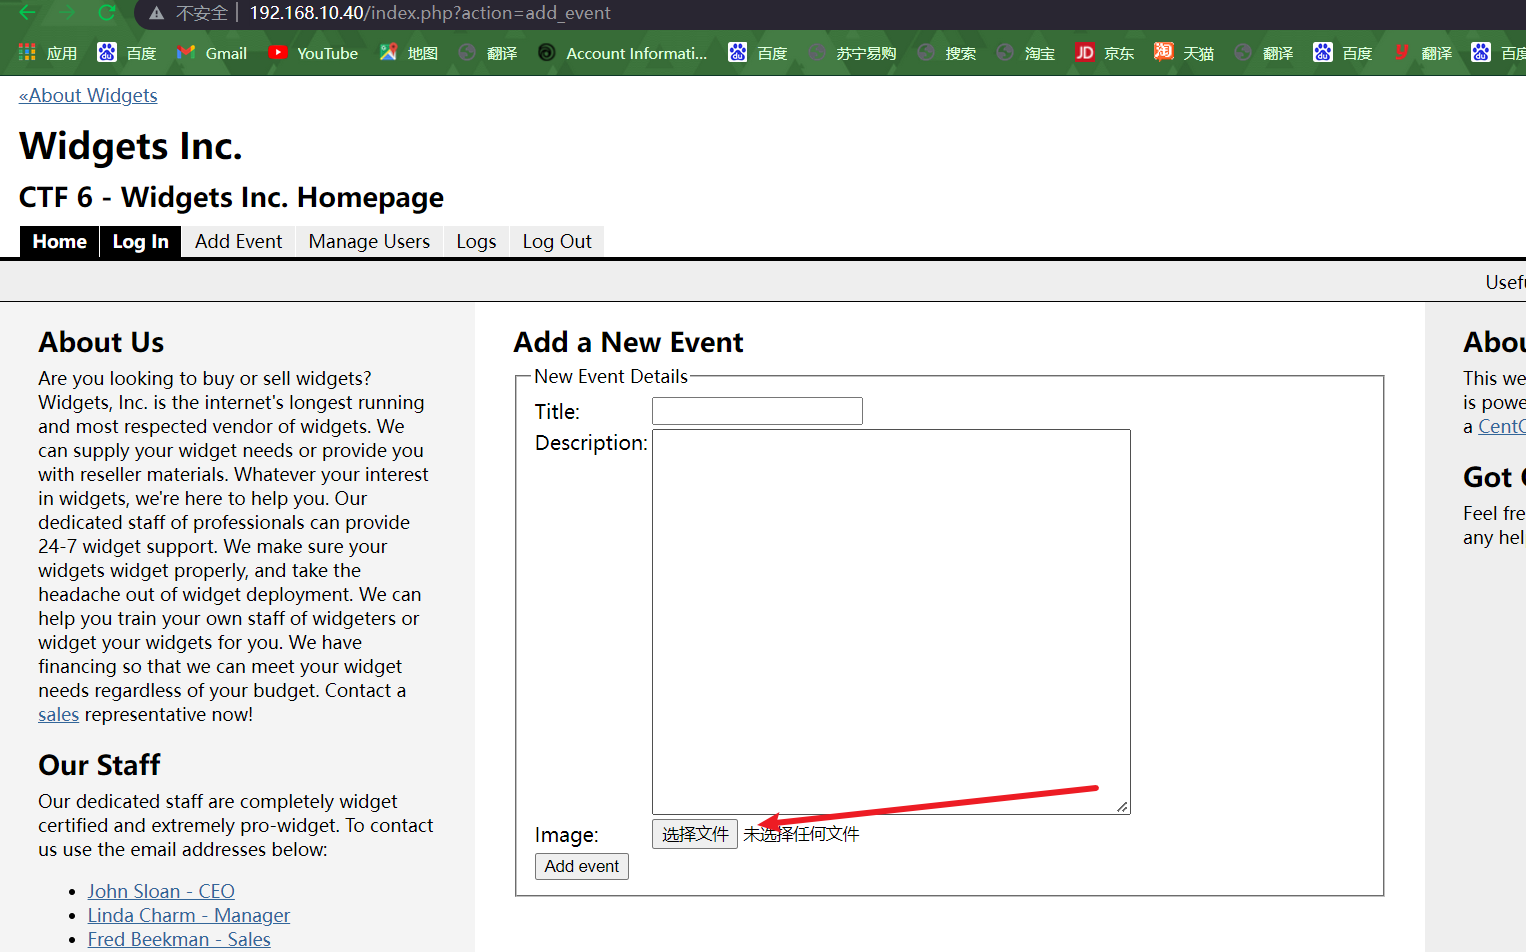 不安全 | 192.168.10.40/index.php?action=add_event
应用 百度 Gmail YouTube 地图 翻译 Account Informati... 百度 苏宁易购 搜索 淘宝 JD 京东 淘 天猫 翻译 百度 翻译 百度
«About Widgets
Widgets Inc.
CTF 6 - Widgets Inc. Homepage
Home Log In Add Event Manage Users Logs Log Out
Usefu
About Us
Are you looking to buy or sell widgets?
Widgets, Inc. is the internet's longest running
and most respected vendor of widgets. We
can supply your widget needs or provide you
with reseller materials. Whatever your interest
in widgets, we're here to help you. Our
dedicated staff of professionals can provide
24-7 widget support. We make sure your
widgets widget properly, and take the
headache out of widget deployment. We can
help you train your own staff of widgeters or
widget your widgets for you. We have
financing so that we can meet your widget
needs regardless of your budget. Contact a
sales representative now!
Our Staff
Our dedicated staff are completely widget
certified and extremely pro-widget. To contact
us use the email addresses below:
John Sloan - CEO
Linda Charm - Manager
Fred Beekman - Sales
Add a New Event
New Event Details
Title:
Description:
Image: 选择文件 未选择任何文件
Add event
Abou
This we
is powe
a CentO
Got
Feel fre
any hel